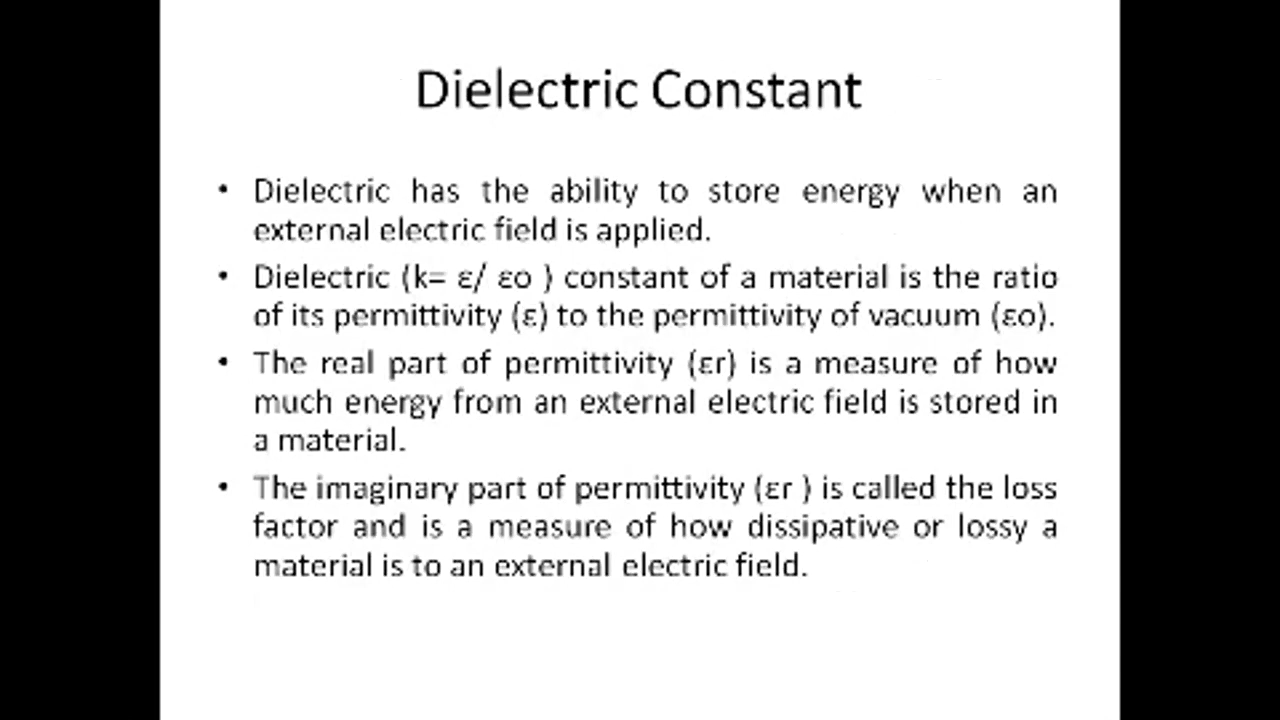 Dielectric Constant
• Dielectric has the ability to store energy when an
external electric field is applied.
• Dielectric (k= ε/ εo ) constant of a material is the ratio
of its permittivity (ε) to the permittivity of vacuum (εo).
• The real part of permittivity (εr) is a measure of how
much energy from an external electric field is stored in
a material.
• The imaginary part of permittivity (εr ) is called the loss
factor and is a measure of how dissipative or lossy a
material is to an external electric field.